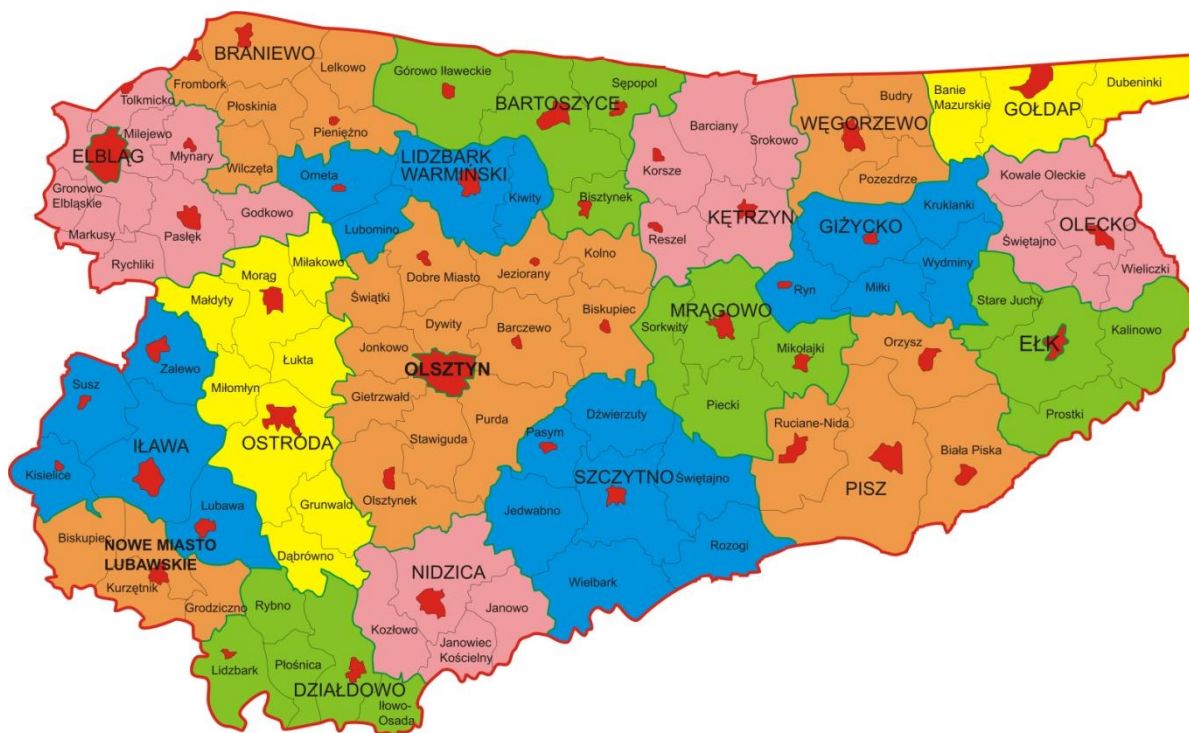 BRANIEWO
Frombork
Lelkowo
Płoskinia
Pieniężno
Wilczęta
Tolkmicko
Milejewo
Młynary
ELBLĄG
Gronowo
Elbląskie
Markusy
Pasłęk
Godkowo
Rychliki
Górowo Iławeckie
Sępopol
BARTOSZYCE
Bisztynek
Orneta
LIDZBARK
WARMIŃSKI
Kiwity
Lubomino
Barciany
Srokowo
Korsze
KĘTRZYN
Reszel
Budry
WĘGORZEWO
Pozezdrze
Banie
Mazurskie
GOŁDAP
Dubeninki
Kowale Oleckie
OLECKO
Świętajno
Wieliczki
Kruklanki
GIŻYCKO
Wydminy
Ryn
Miłki
Stare Juchy
Kalinowo
EŁK
Prostki
Miłakowo
Morąg
Małdyty
Łukta
Miłomłyn
OSTRÓDA
Grunwald
Dąbrówno
Kolno
Dobre Miasto
Jeziorany
Świątki
Dywity
Barczewo
Biskupiec
Jonkowo
OLSZTYN
Gietrzwałd
Purda
Stawiguda
Olsztynek
MRĄGOWO
Sorkwity
Mikołajki
Piecki
Orzysz
Ruciane-Nida
Biała Piska
PISZ
Zalewo
Susz
IŁAWA
Kisielice
Lubawa
Dźwierzuty
Pasym
SZCZYTNO
Świętajno
Jedwabno
Rozogi
Wielbark
Biskupiec
NOWE MIASTO
LUBAWSKIE
Kurzętnik
Grodziczno
NIDZICA
Janowo
Kozłowo
Janowiec
Kościelny
Rybno
Lidzbark
Płośnica
DZIAŁDOWO
Iłowo-
Osada